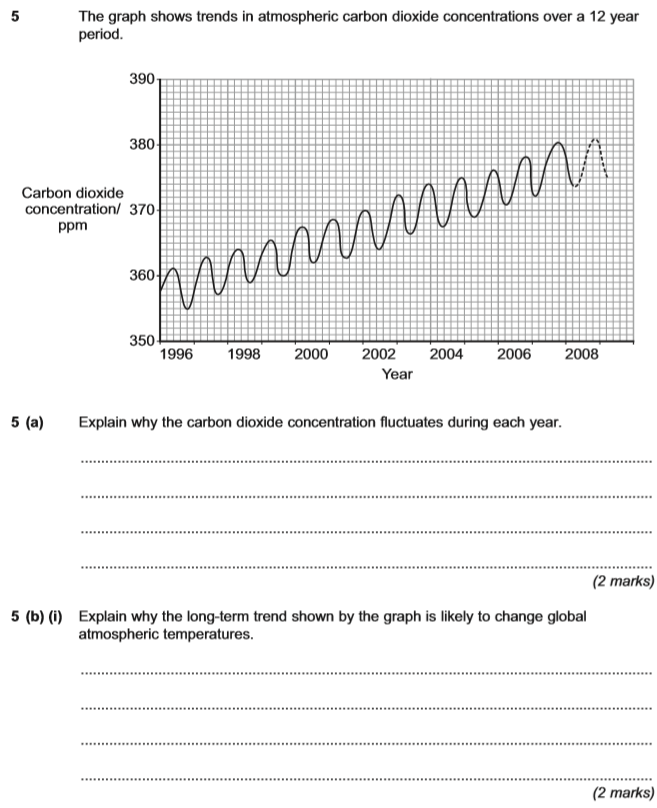 5 The graph shows trends in atmospheric carbon dioxide concentrations over a 12 year
period.
390
380
Carbon dioxide
concentration/ 370
ppm
360
350
1996 1998 2000 2002 2004 2006 2008
Year
5 (a) Explain why the carbon dioxide concentration fluctuates during each year.
(2 marks)
5 (b) (i) Explain why the long-term trend shown by the graph is likely to change global
atmospheric temperatures.
(2 marks)